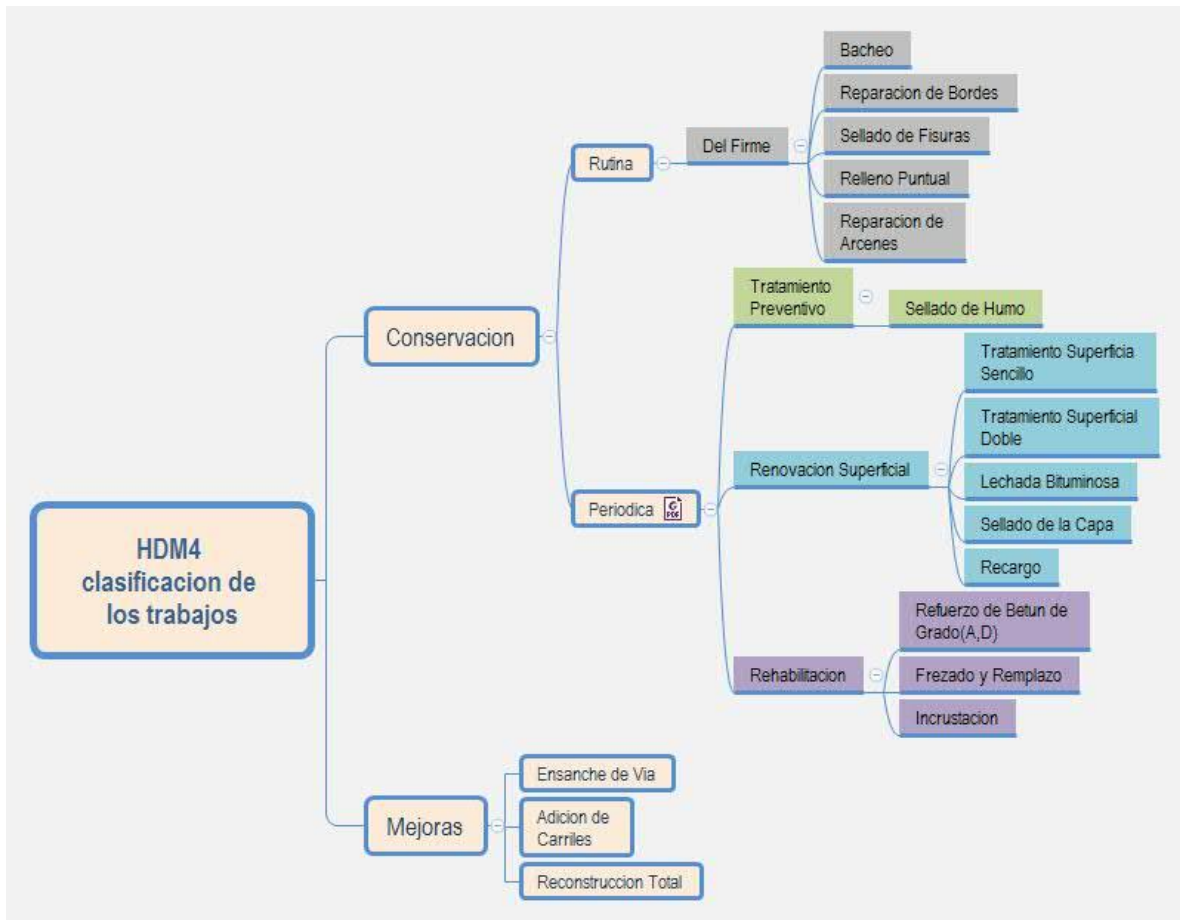 HDM4
clasificacion de
los trabajos
Conservacion
Rutina
Del Firme
Bacheo
Reparacion de Bordes
Sellado de Fisuras
Relleno Puntual
Reparacion de
Arcenes
Periodica
PDF
Tratamiento
Preventivo
Sellado de Humo
Renovacion Superficial
Tratamiento Superficia
Sencillo
Tratamiento Superficial
Doble
Lechada Bituminosa
Sellado de la Capa
Recargo
Rehabilitacion
Refuerzo de Betun de
Grado(A,D)
Frezado y Remplazo
Incrustacion
Mejoras
Ensanche de Via
Adicion de
Carriles
Reconstruccion Total